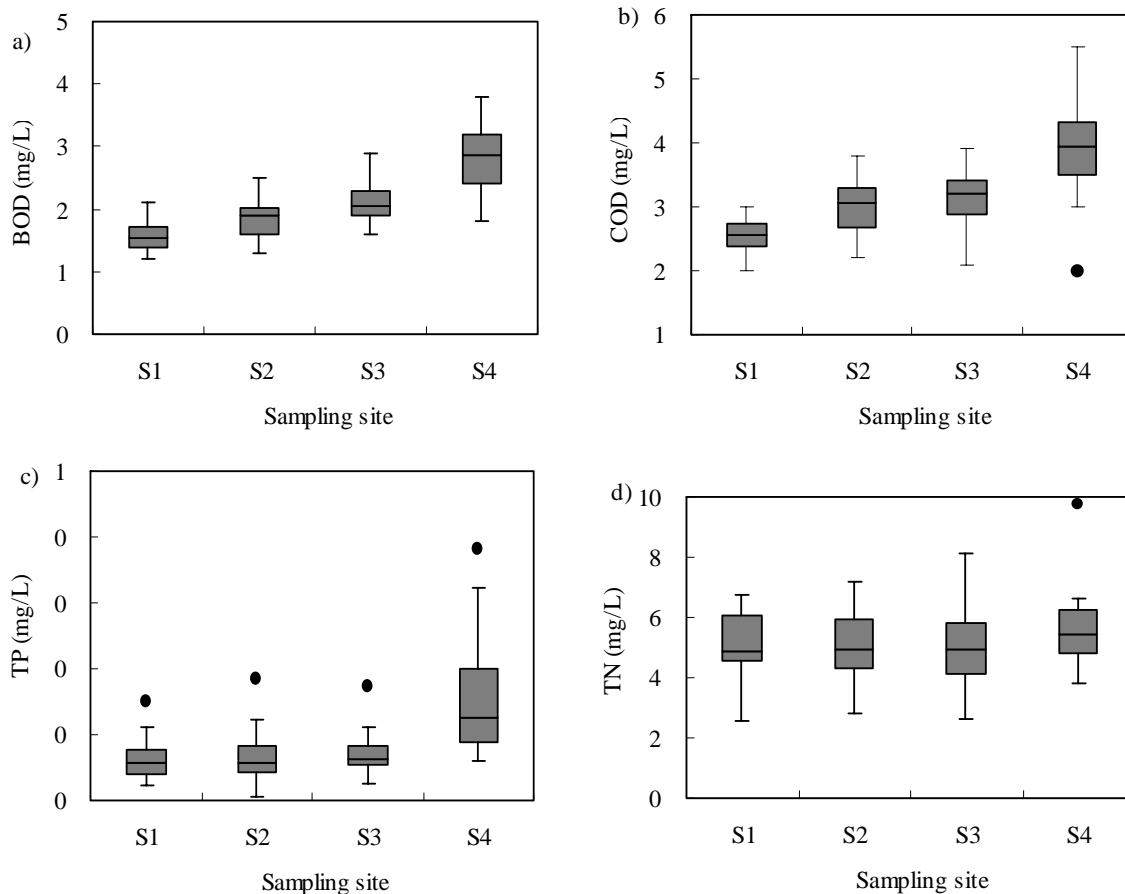 a)
BOD (mg/L)
5
4
3
2
1
0
S1 S2 S3 S4
Sampling site
b)
COD (mg/L)
6
5
4
3
2
1
S1 S2 S3 S4
Sampling site
c)
TP (mg/L)
1
0
0
0
0
0
S1 S2 S3 S4
Sampling site
d)
TN (mg/L)
10
8
6
4
2
0
S1 S2 S3 S4
Sampling site